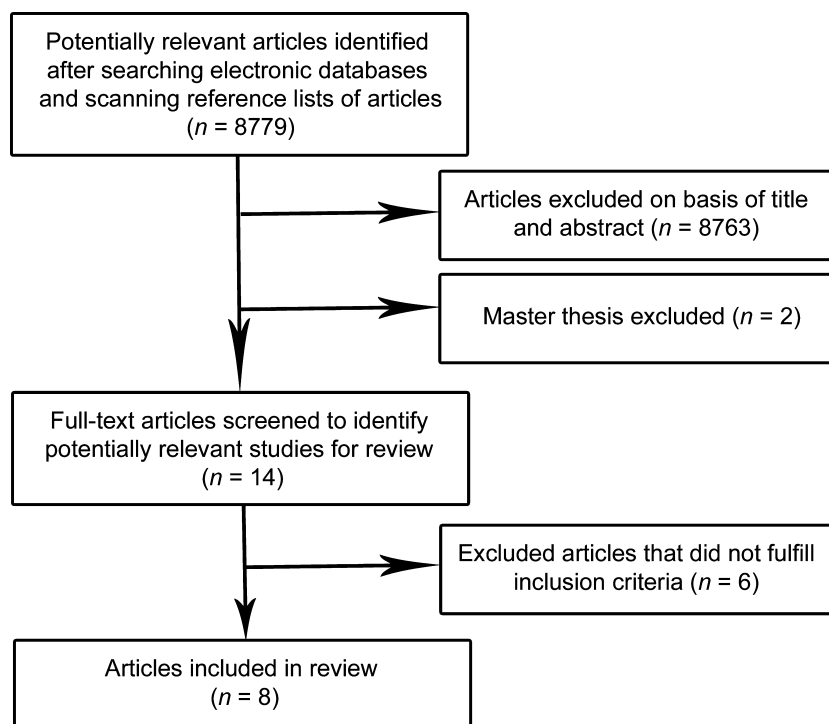 Potentially relevant articles identified
after searching electronic databases
and scanning reference lists of articles
(n = 8779)
Articles excluded on basis of title
and abstract (n = 8763)
Master thesis excluded (n = 2)
Full-text articles screened to identify
potentially relevant studies for review
(n = 14)
Excluded articles that did not fulfill
inclusion criteria (n = 6)
Articles included in review
(n = 8)